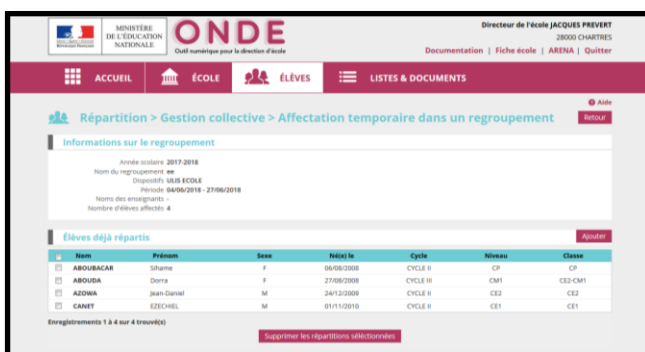 MINISTÈRE
DE L'ÉDUCATION
NATIONALE
ONDE
Outil numérique pour la direction d'école
Directeur de l'école JACQUES PREVERT
28000 CHARTRES
Documentation | Fiche école | ARENA | Quitter
ACCUEIL ÉCOLE ÉLÈVES LISTES & DOCUMENTS
Aide
Répartition > Gestion collective > Affectation temporaire dans un regroupement Retour
Informations sur le regroupement
Année scolaire 2017-2018
Nom du regroupement ee
Dispositifs ULIS ECOLE
Période 04/06/2018 - 27/06/2018
Noms des enseignants -
Nombre d'élèves affectés 4
Élèves déjà répartis Ajouter
Nom Prénom Sexe Né(e) le Cycle Niveau Classe
ABOUBACAR Sihame F 06/08/2008 CYCLE II CP CP
ABOUDA Dorra F 27/08/2008 CYCLE III CM1 CE2-CM1
AZOWA Jean-Daniel M 24/12/2009 CYCLE II CE2 CE2
CANET EZECHIEL M 01/11/2010 CYCLE II CE1 CE1
Enregistrements 1 à 4 sur 4 trouvé(s)
Supprimer les répartitions séléctionnées